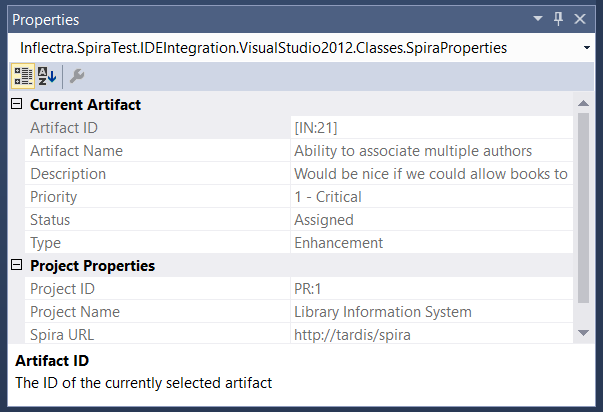 Properties
Inflectra.SpiraTest.IDEIntegration.VisualStudio2012.Classes.SpiraProperties
Current Artifact
Artifact ID [IN:21]
Artifact Name Ability to associate multiple authors
Description Would be nice if we could allow books to
Priority 1 - Critical
Status Assigned
Type Enhancement
Project Properties
Project ID PR:1
Project Name Library Information System
Spira URL http://tardis/spira
Artifact ID
The ID of the currently selected artifact